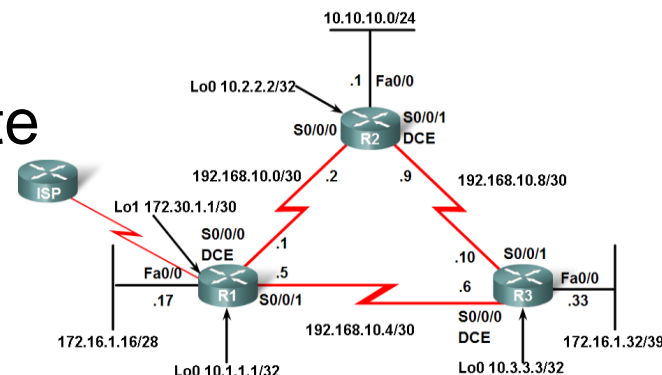 10.10.10.0/24
.1 Fa0/0
Lo0 10.2.2.2/32
te
S0/0/0
S0/0/1
DCE
R2
ISP
192.168.10.0/30
.2
.9
192.168.10.8/30
Lo1 172.30.1.1/30
S0/0/0
DCE
.1
.10
S0/0/1
Fa0/0
.17
R1
.5
S0/0/1
.6
R3
Fa0/0
.33
S0/0/0
DCE
192.168.10.4/30
172.16.1.16/28
172.16.1.32/39
Lo0 10.1.1.1/32
Lo0 10.3.3.3/32